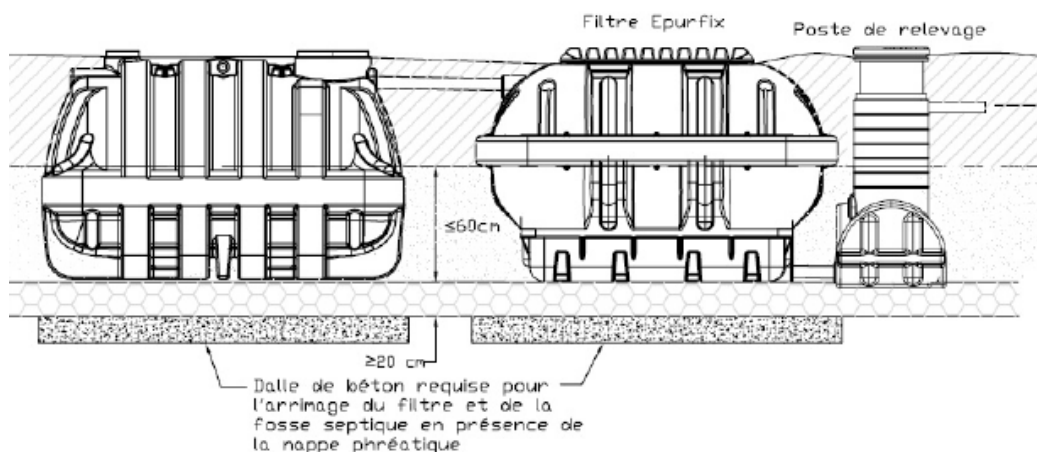 Filtre Epurfix
Poste de relevage
≤60cm
≥20 cm
Dalle de béton requise pour
l'arrimage du filtre et de la
fosse septique en présence de
la nappe phréatique